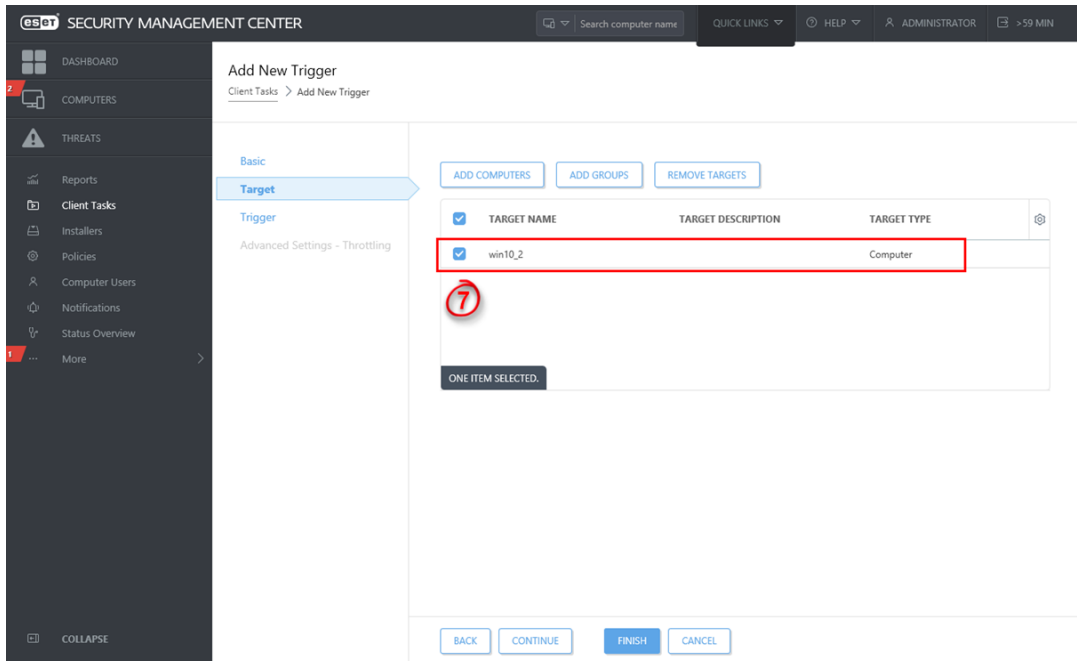 eset SECURITY MANAGEMENT CENTER Search computer name QUICK LINKS HELP ADMINISTRATOR >59 MIN
DASHBOARD
2
COMPUTERS
THREATS
Reports
Client Tasks
Installers
Policies
Computer Users
Notifications
Status Overview
1
... More
COLLAPSE
Add New Trigger
Client Tasks > Add New Trigger
Basic
Target
Trigger
Advanced Settings - Throttling
ADD COMPUTERS ADD GROUPS REMOVE TARGETS
TARGET NAME TARGET DESCRIPTION TARGET TYPE
win10_2 Computer
7
ONE ITEM SELECTED.
BACK CONTINUE FINISH CANCEL